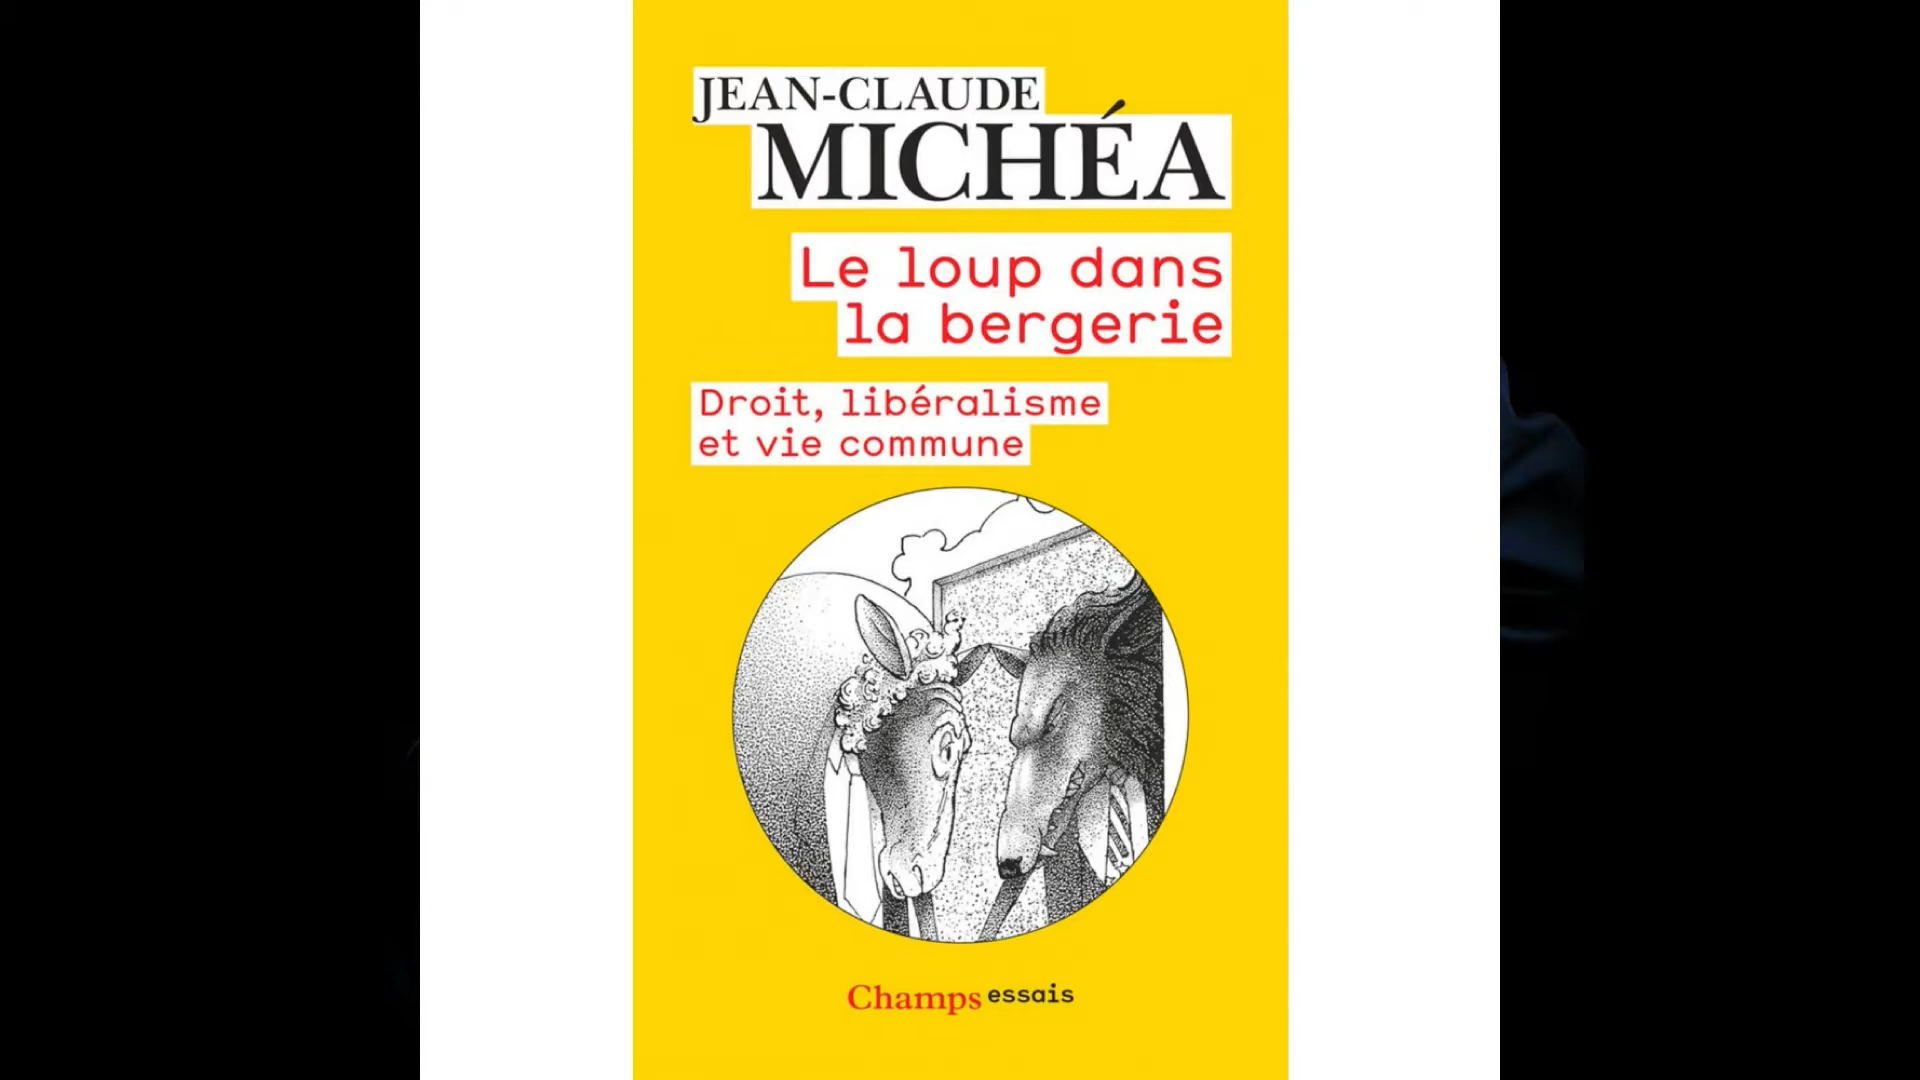 JEAN-CLAUDE
MICHÉA
Le loup dans
la bergerie
Droit, libéralisme
et vie commune
Champs essais